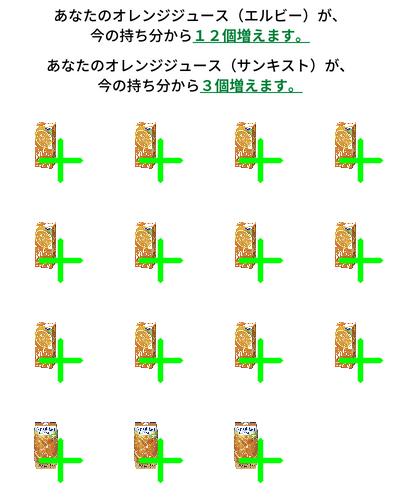 あなたのオレンジジュース（エルビー）が、
今の持ち分から１２個増えます。
あなたのオレンジジュース（サンキスト）が、
今の持ち分から３個増えます。